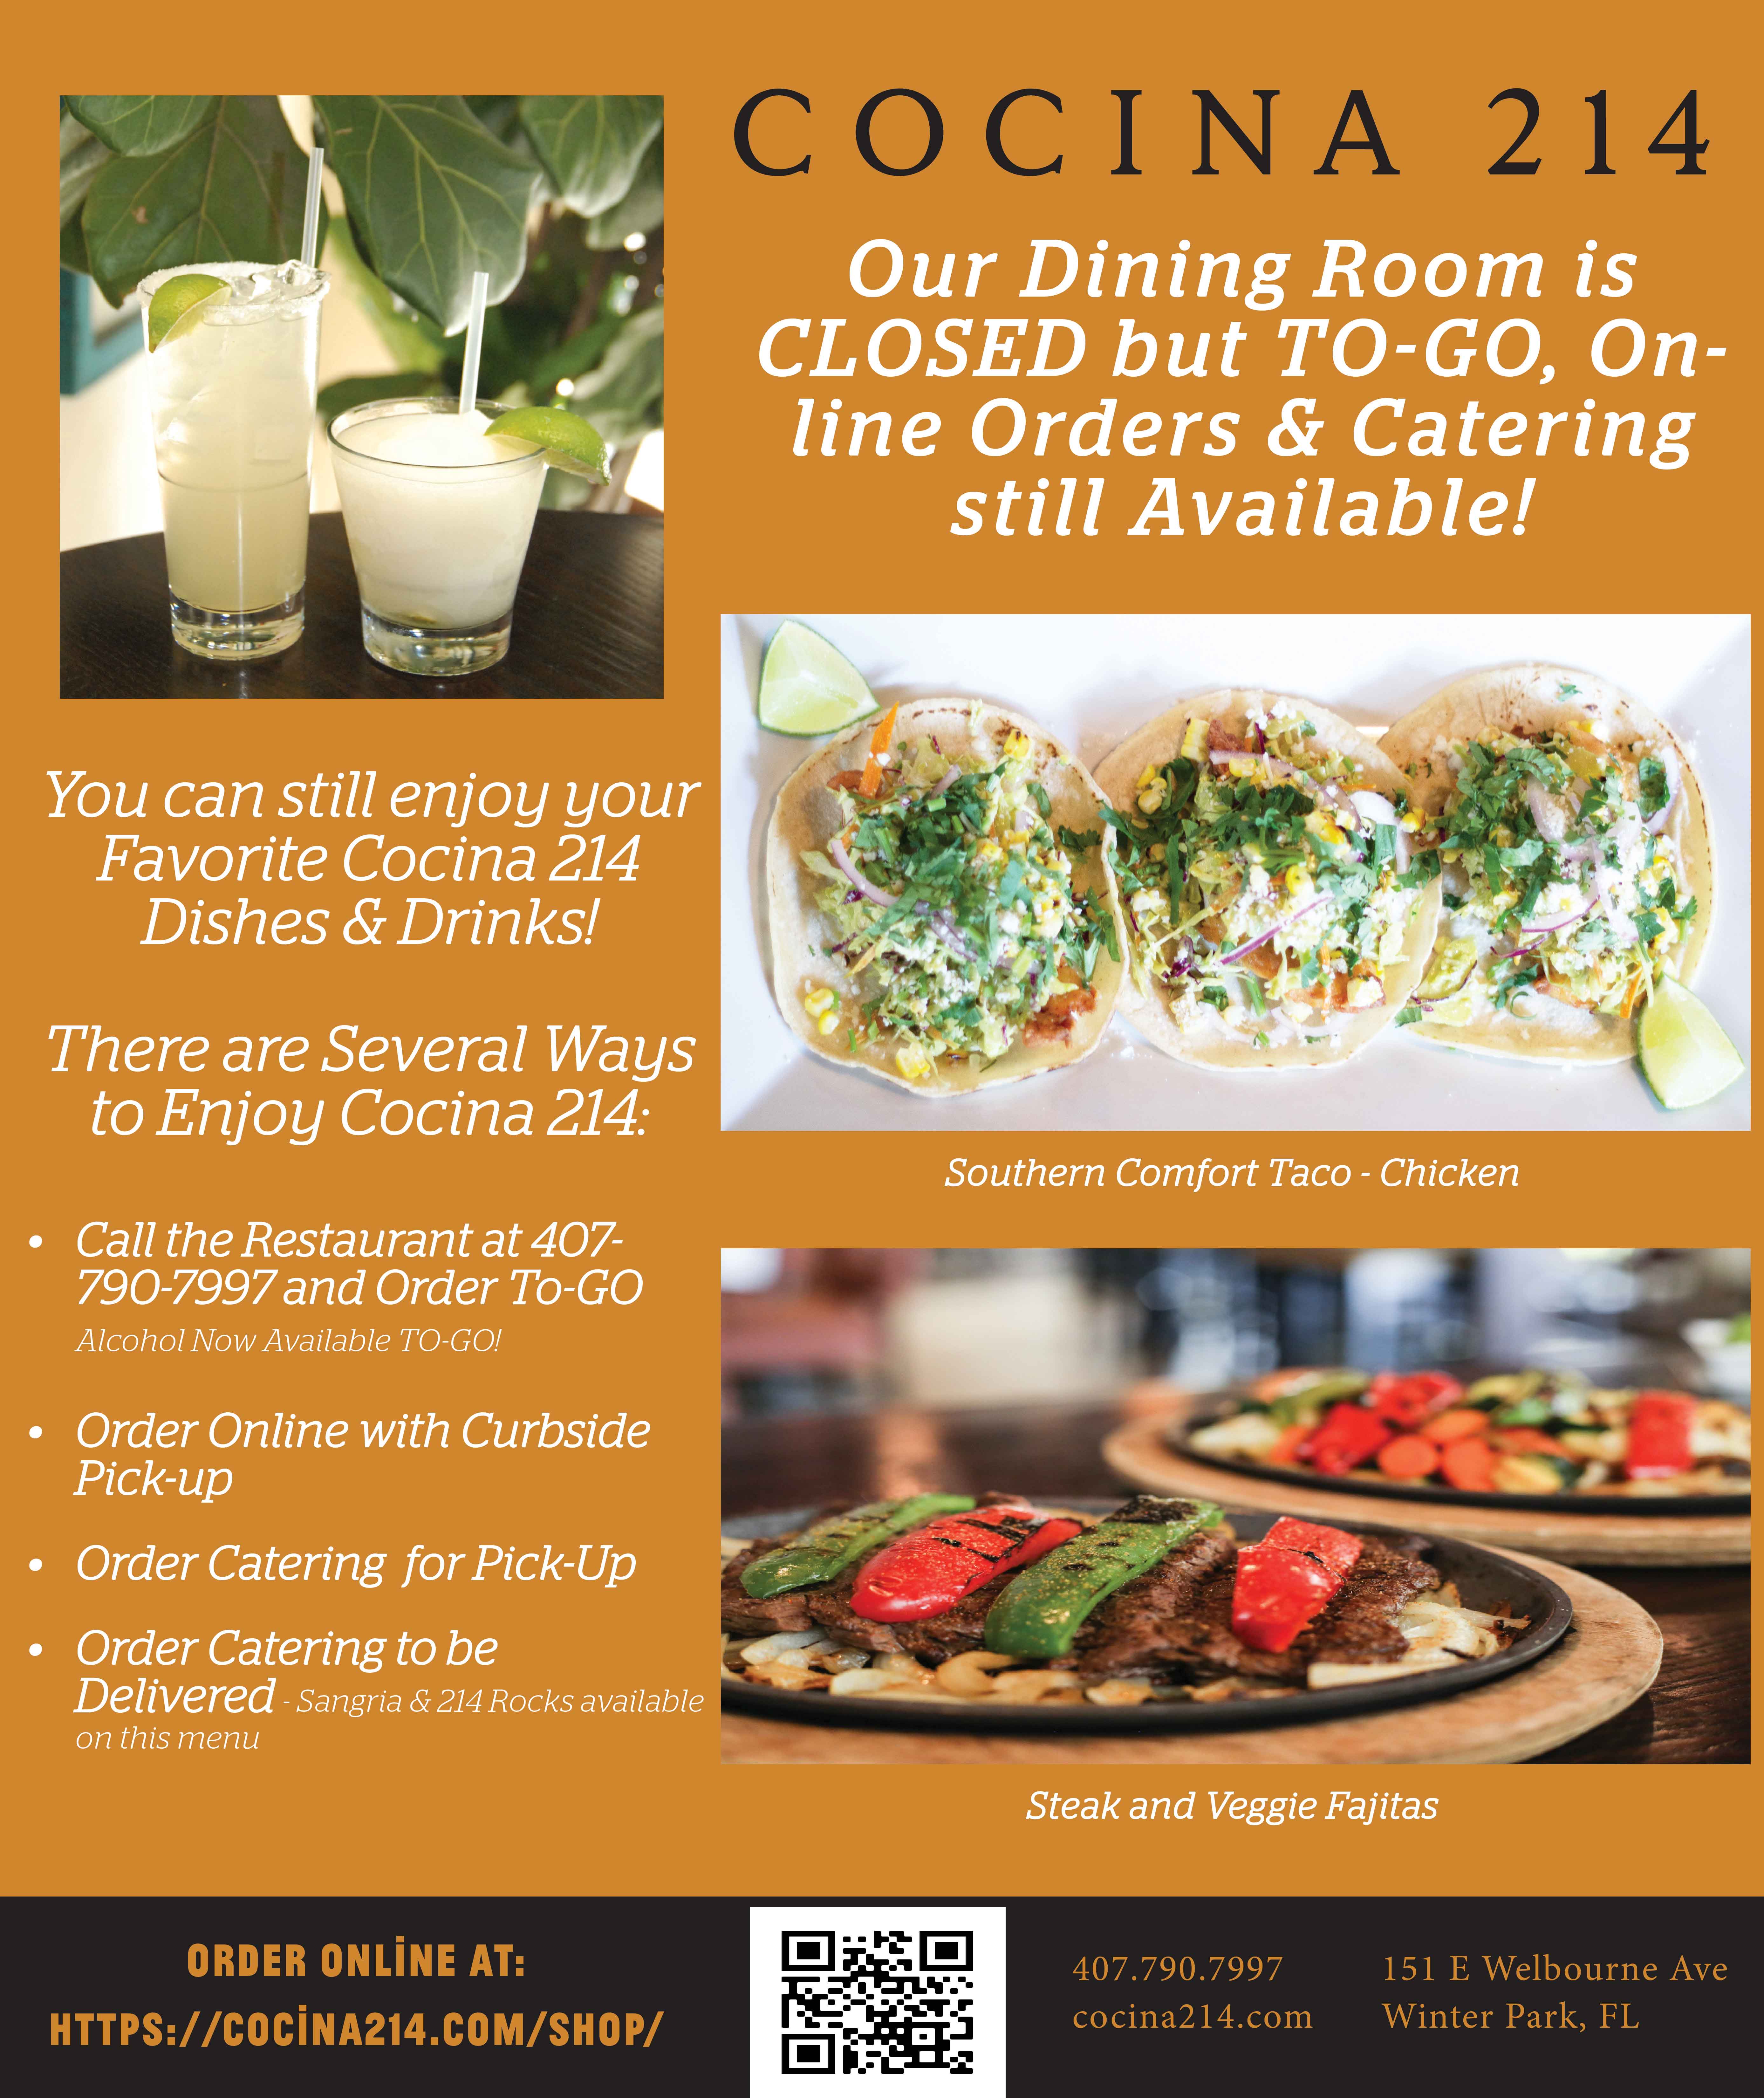 COCINA 214
Our Dining Room is
CLOSED but TO-GO, On-
line Orders & Catering
still Available!
You can still enjoy your
Favorite Cocina 214
Dishes & Drinks!
There are Several Ways
to Enjoy Cocina 214:
• Call the Restaurant at 407-
790-7997 and Order To-GO
Alcohol Now Available TO-GO!
• Order Online with Curbside
Pick-up
• Order Catering for Pick-Up
• Order Catering to be
Delivered - Sangria & 214 Rocks available
on this menu
Southern Comfort Taco - Chicken
Steak and Veggie Fajitas
ORDER ONLİNE AT:
HTTPS://COCİNA214.COM/SHOP/
407.790.7997
cocina214.com
151 E Welbourne Ave
Winter Park, FL